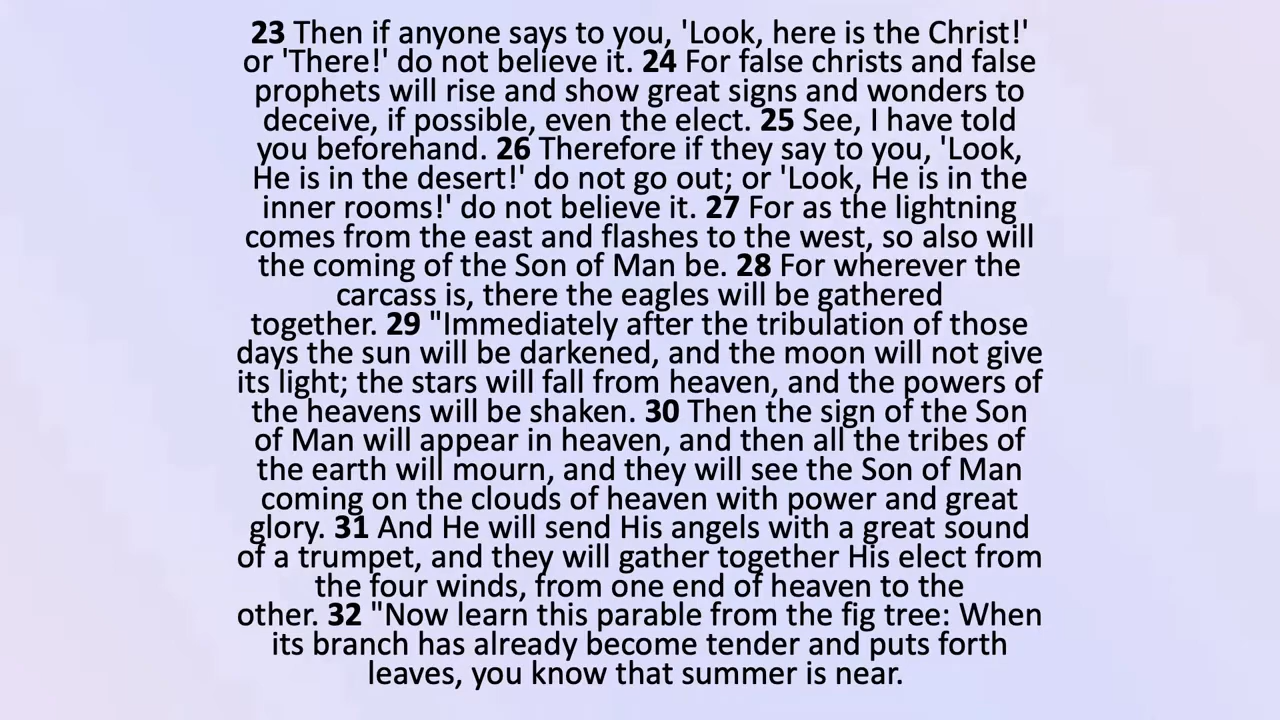 23 Then if anyone says to you, 'Look, here is the Christ!'
or 'There!' do not believe it. 24 For false christs and false
prophets will rise and show great signs and wonders to
deceive, if possible, even the elect. 25 See, I have told
you beforehand. 26 Therefore if they say to you, 'Look,
He is in the desert!' do not go out; or 'Look, He is in the
inner rooms!' do not believe it. 27 For as the lightning
comes from the east and flashes to the west, so also will
the coming of the Son of Man be. 28 For wherever the
carcass is, there the eagles will be gathered
together. 29 "Immediately after the tribulation of those
days the sun will be darkened, and the moon will not give
its light; the stars will fall from heaven, and the powers of
the heavens will be shaken. 30 Then the sign of the Son
of Man will appear in heaven, and then all the tribes of
the earth will mourn, and they will see the Son of Man
coming on the clouds of heaven with power and great
glory. 31 And He will send His angels with a great sound
of a trumpet, and they will gather together His elect from
the four winds, from one end of heaven to the
other. 32 "Now learn this parable from the fig tree: When
its branch has already become tender and puts forth
leaves, you know that summer is near.